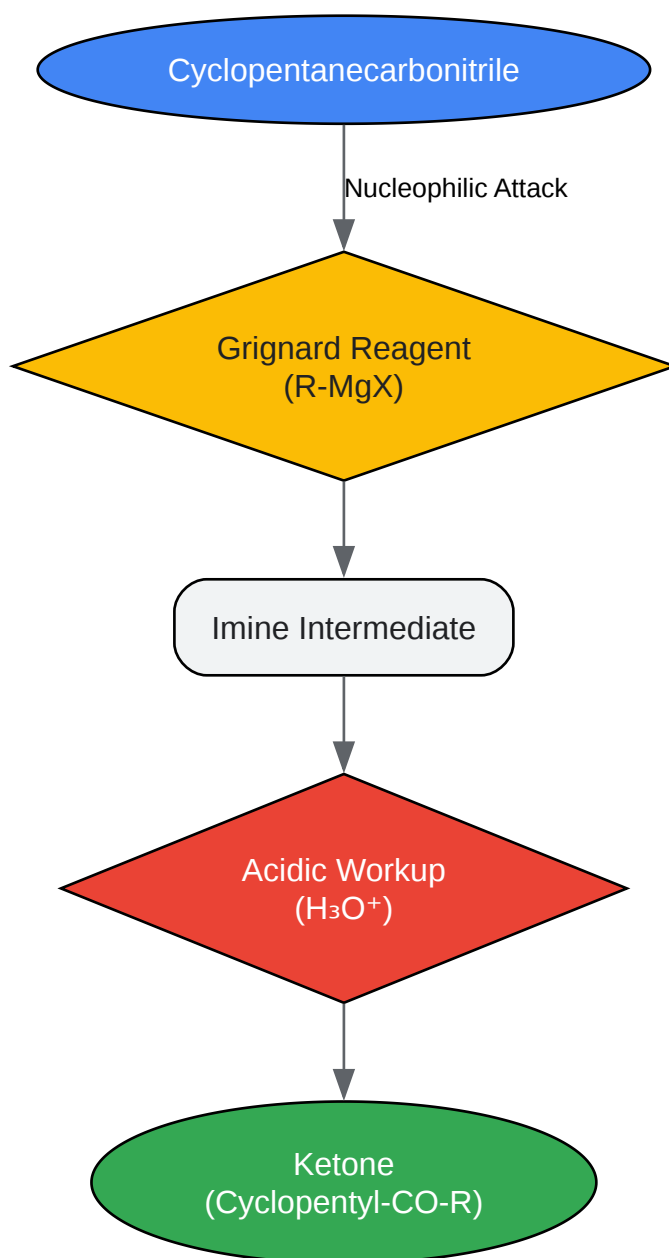 Cyclopentanecarbonitrile
Nucleophilic Attack
Grignard Reagent
(R-MgX)
Imine Intermediate
Acidic Workup
(H₃O⁺)
Ketone
(Cyclopentyl-CO-R)